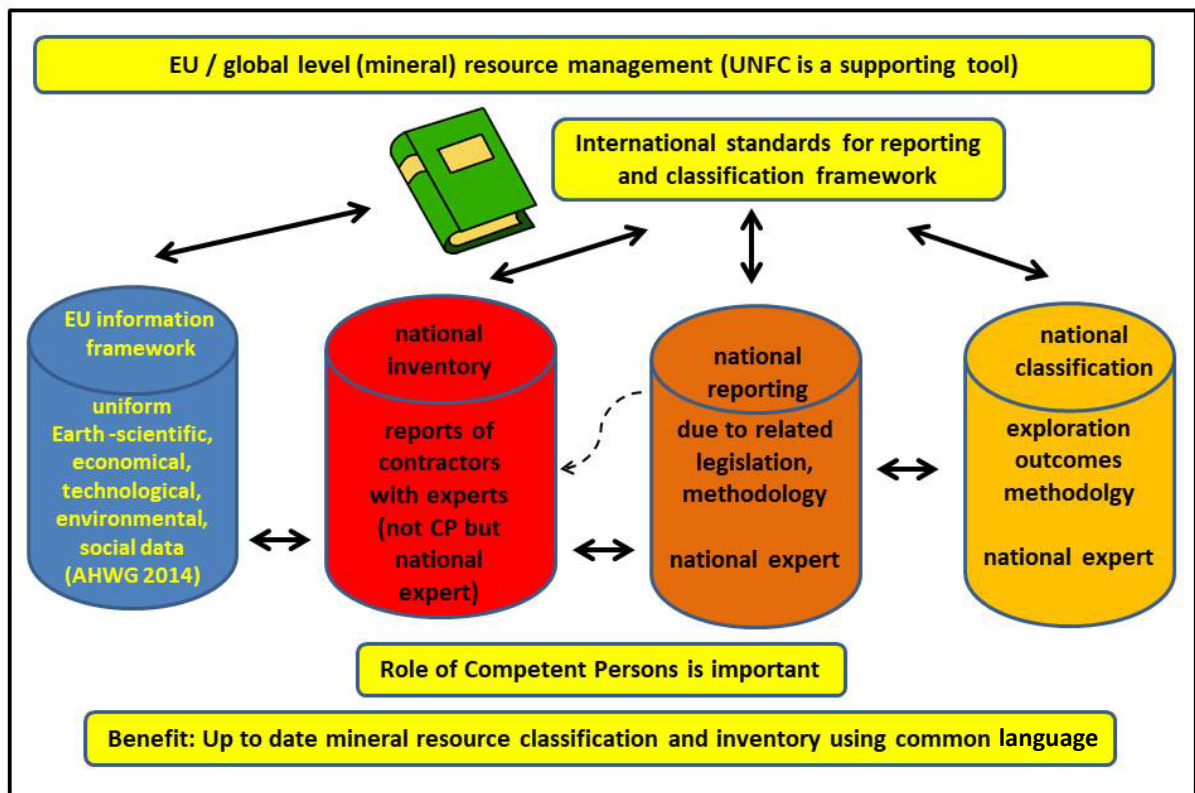 EU / global level (mineral) resource management (UNFC is a supporting tool)
International standards for reporting
and classification framework
EU information
framework
uniform
Earth -scientific,
economical,
technological,
environmental,
social data
(AHWG 2014)
national
inventory
reports of
contractors
with experts
(not CP but
national
expert)
national
reporting
due to related
legislation,
methodology
national expert
national
classification
exploration
outcomes
methodolgy
national expert
Role of Competent Persons is important
Benefit: Up to date mineral resource classification and inventory using common language